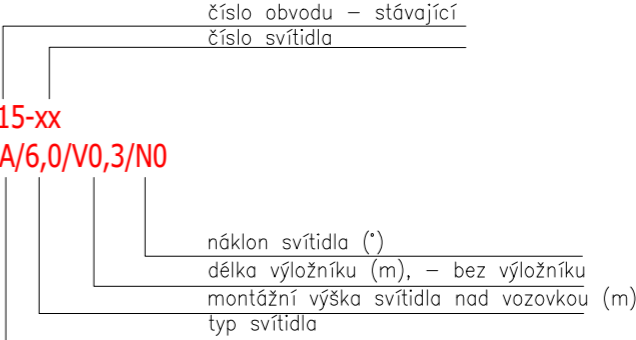 číslo obvodu – stávající
číslo svítidla
15-xx
A/6,0/V0,3/N0
náklon svítidla (°)
délka výložníku (m), – bez výložníku
montážní výška svítidla nad vozovkou (m)
typ svítidla